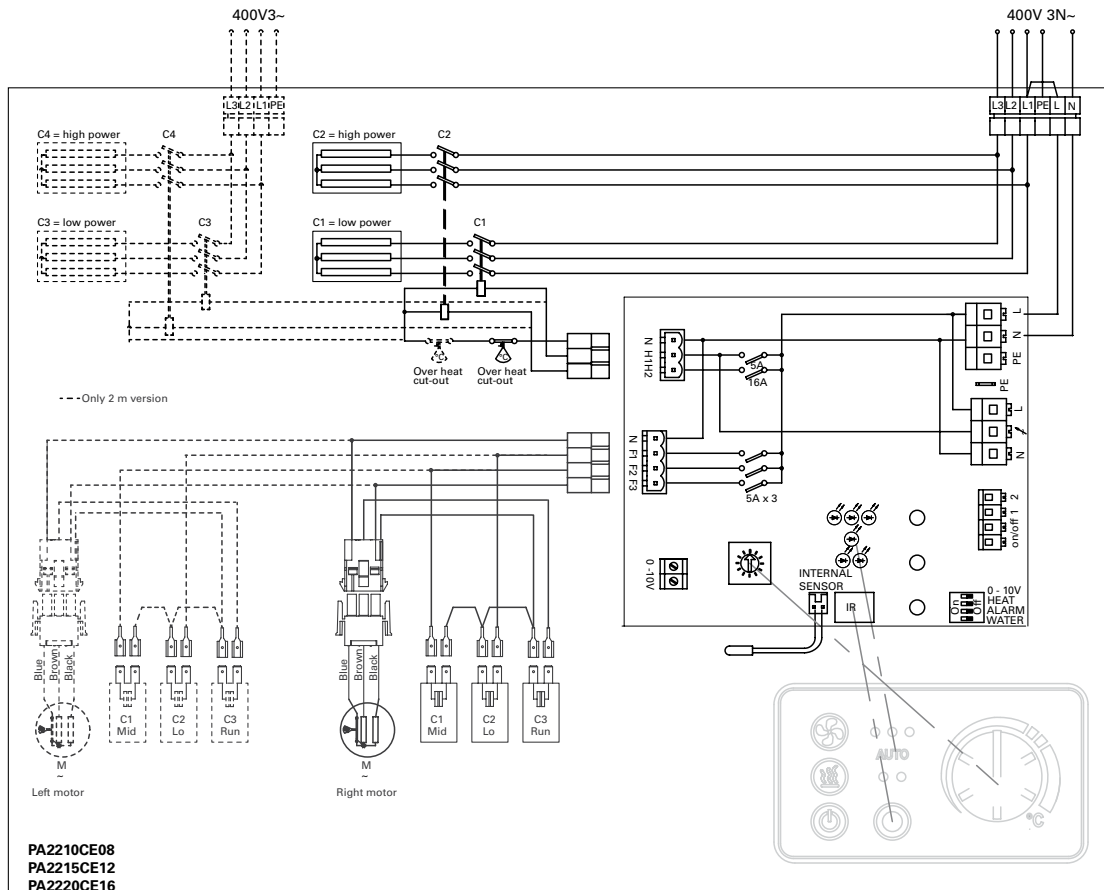 400V3~
400V 3N~
L3 L2 L1 PE
L3 L2 L1 PE L N
C4 = high power
C4
C2 = high power
C2
C3 = low power
C3
C1 = low power
C1
°C
°C
Over heat
cut-out
Over heat
cut-out
---Only 2 m version
N H1H2
5A
16A
L
N
PE
PE
L
N
N F1 F2 F3
5A x 3
on/off 1 2
0 - 10V
INTERNAL
SENSOR
IR
On
Off
0 - 10V
HEAT
ALARM
WATER
Blue
Brown
Black
C1
Mid
C2
Lo
C3
Run
M
~
Left motor
Blue
Brown
Black
C1
Mid
C2
Lo
C3
Run
M
~
Right motor
AUTO
°C
PA2210CE08
PA2215CE12
PA2220CE16